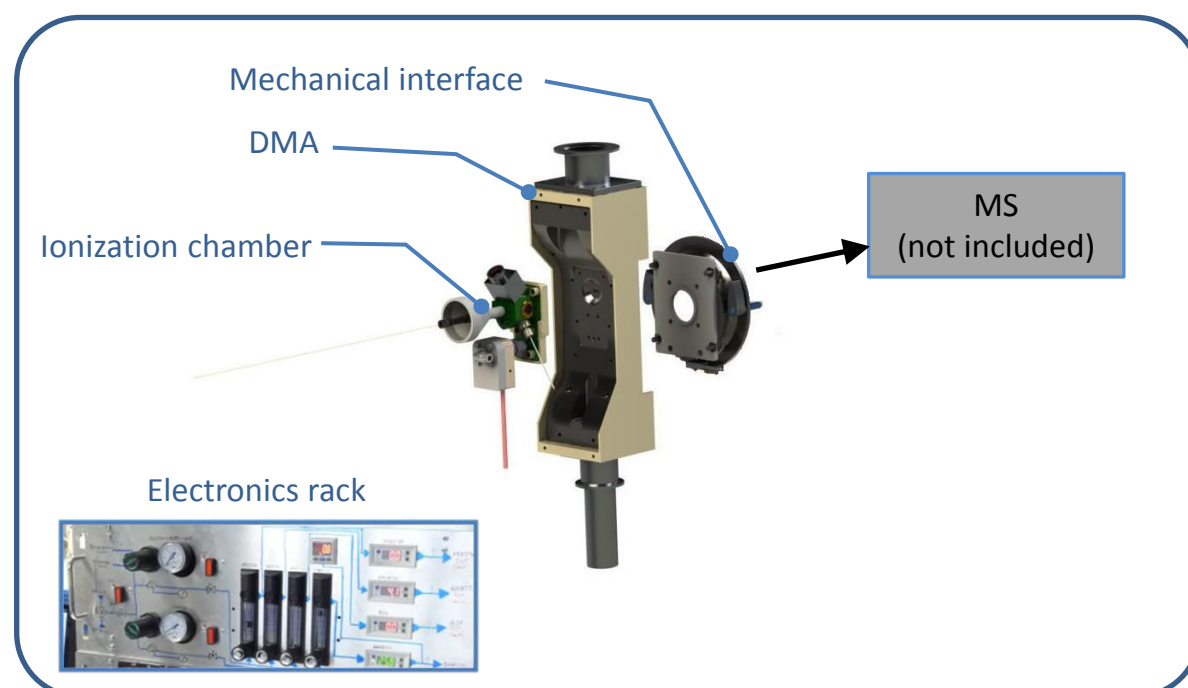 Mechanical interface
DMA
MS
(not included)
Ionization chamber
Electronics rack